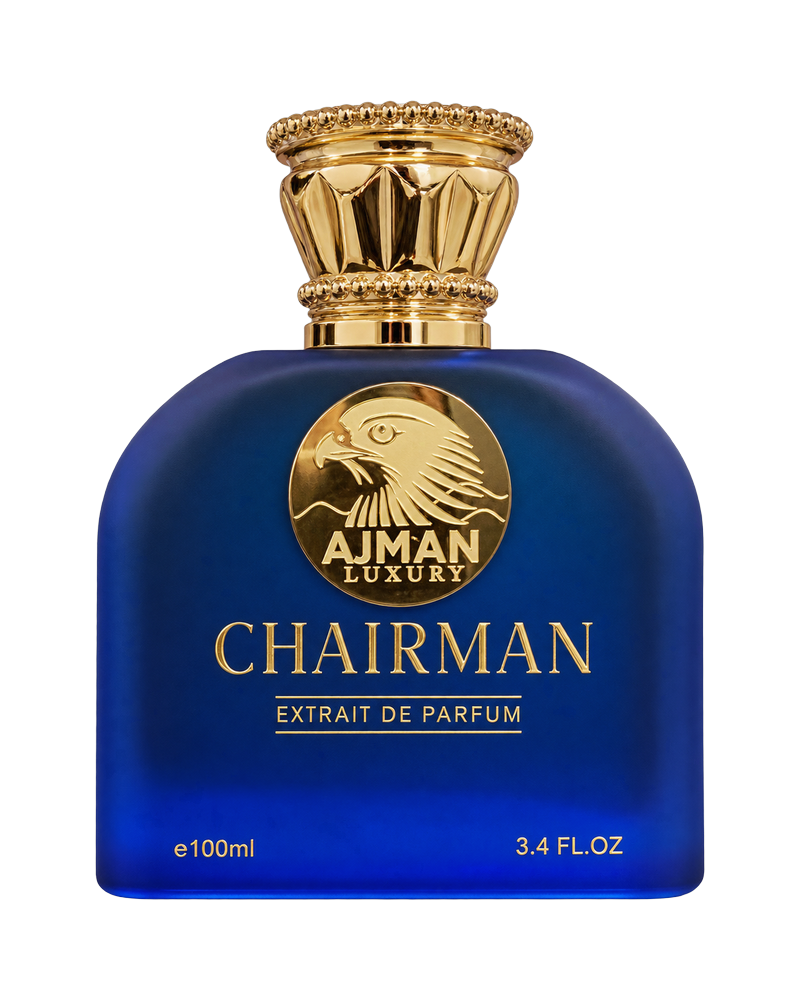 AJMAN
LUXURY
CHAIRMAN
EXTRAIT DE PARFUM
e100ml
3.4 FL.OZ